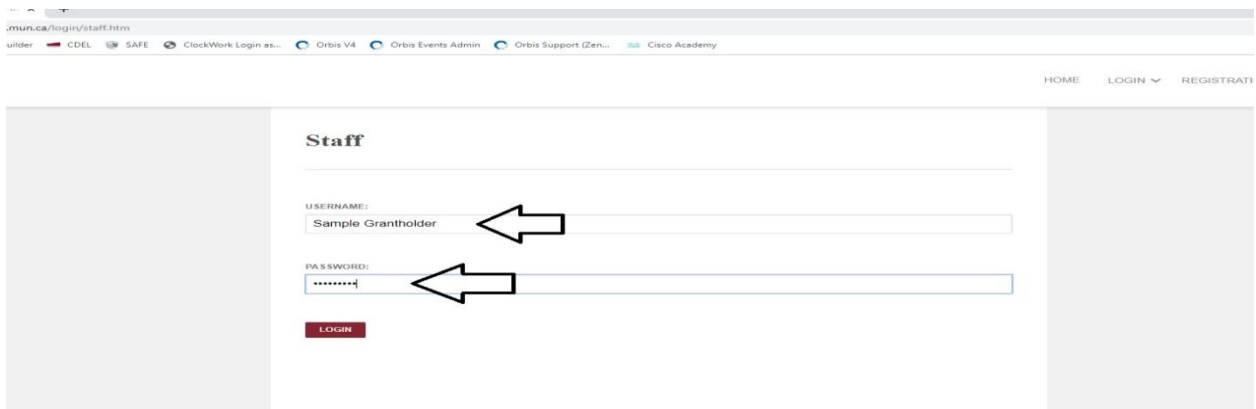 .mun.ca/login/staff.htm
uilder CDEL SAFE ClockWork Login as... Orbis V4 Orbis Events Admin Orbis Support (Zen... Cisco Academy
HOME LOGIN REGISTRATI
Staff
USERNAME:
Sample Grantholder
PASSWORD:
•••••••••
LOGIN